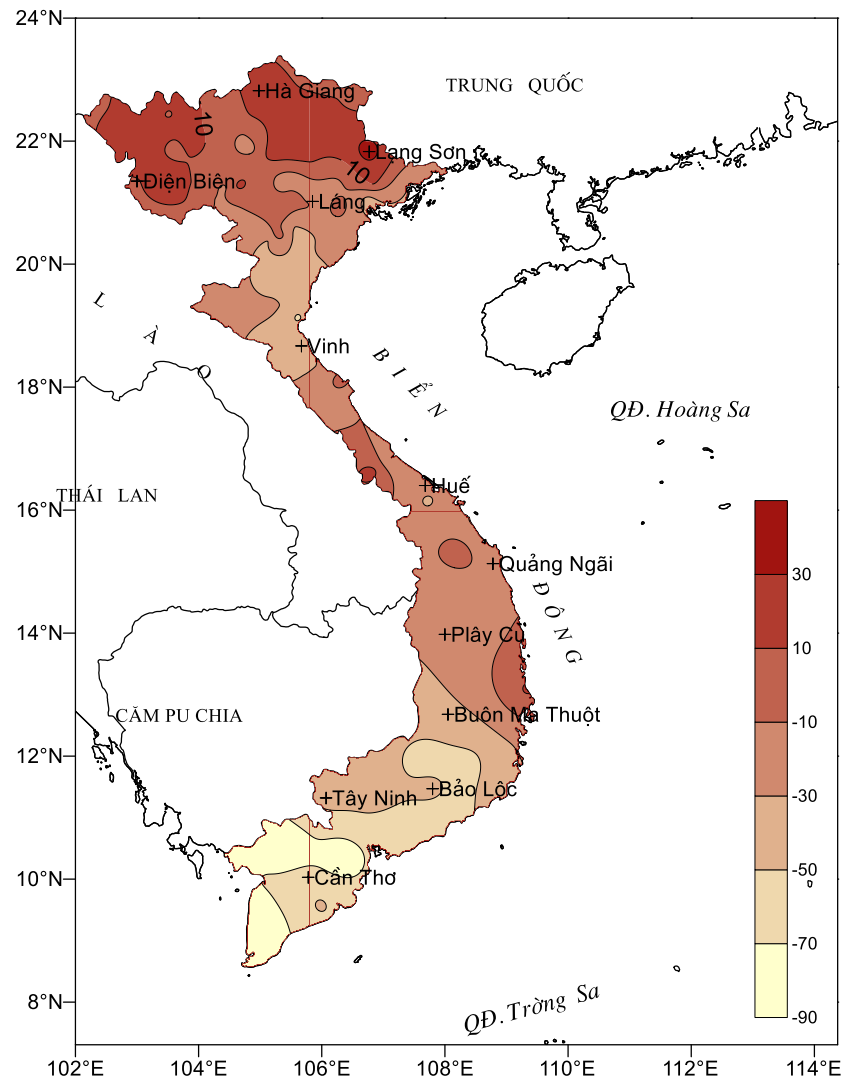 24°N
TRUNG QUỐC
Hà Giang
10
22°N
Lạng Sơn
10
Điện Biên
Láng
20°N
LÀO
Vinh
BIỂN
18°N
QĐ. Hoàng Sa
THÁI LAN
Huế
16°N
Quảng Ngãi
ĐÔNG
30
14°N
Plây Cu
10
CĂM PU CHIA
Buôn Ma Thuột
-10
12°N
Bảo Lộc
Tây Ninh
-30
10°N
Cần Thơ
-50
-70
8°N
QĐ. Trờng Sa
-90
102°E 104°E 106°E 108°E 110°E 112°E 114°E